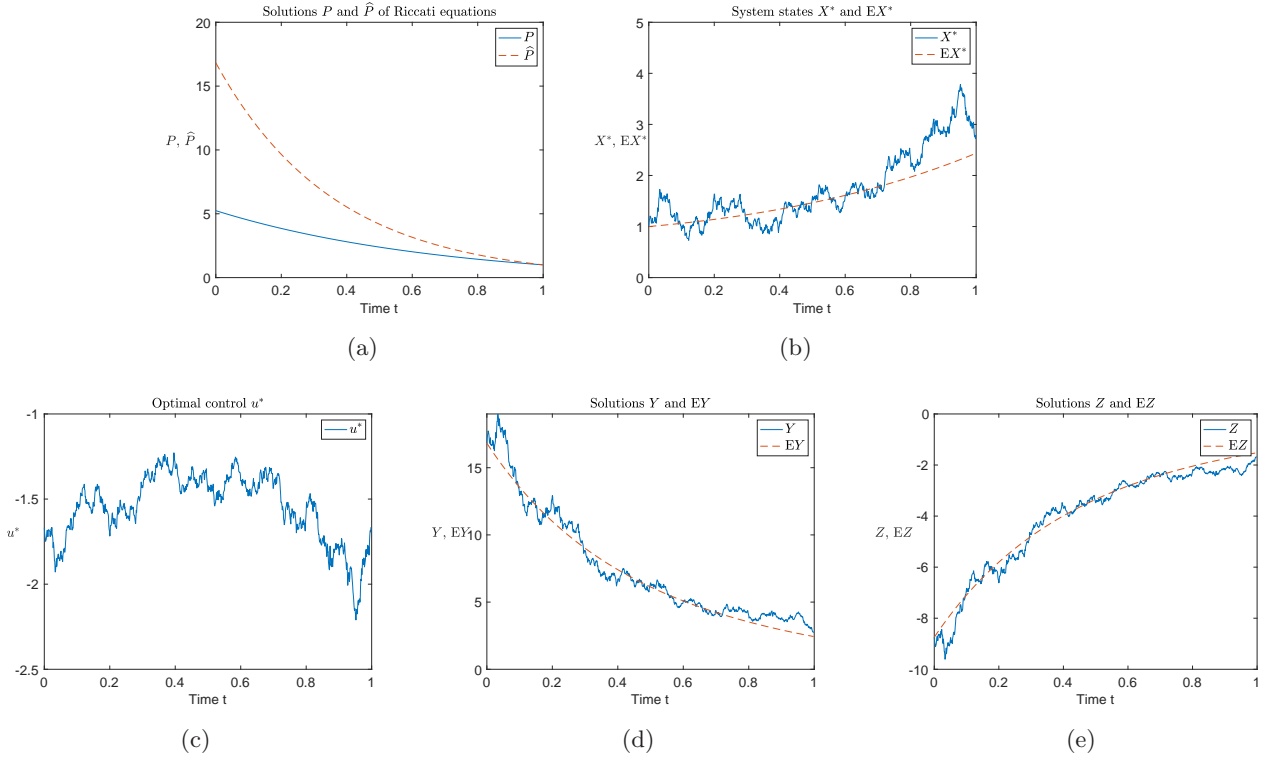 Solutions P and P̂ of Riccati equations
P
P̂
P, P̂
20
15
10
5
0
0 0.2 0.4 0.6 0.8 1
Time t
(a)
System states X* and EX*
X*
EX*
X*, EX*
5
4
3
2
1
0
0 0.2 0.4 0.6 0.8 1
Time t
(b)
Optimal control u*
u*
u*
-1
-1.5
-2
-2.5
0 0.2 0.4 0.6 0.8 1
Time t
(c)
Solutions Y and EY
Y
EY
Y, EY
15
10
5
0
0 0.2 0.4 0.6 0.8 1
Time t
(d)
Solutions Z and EZ
Z
EZ
Z, EZ
0
-2
-4
-6
-8
-10
0 0.2 0.4 0.6 0.8 1
Time t
(e)